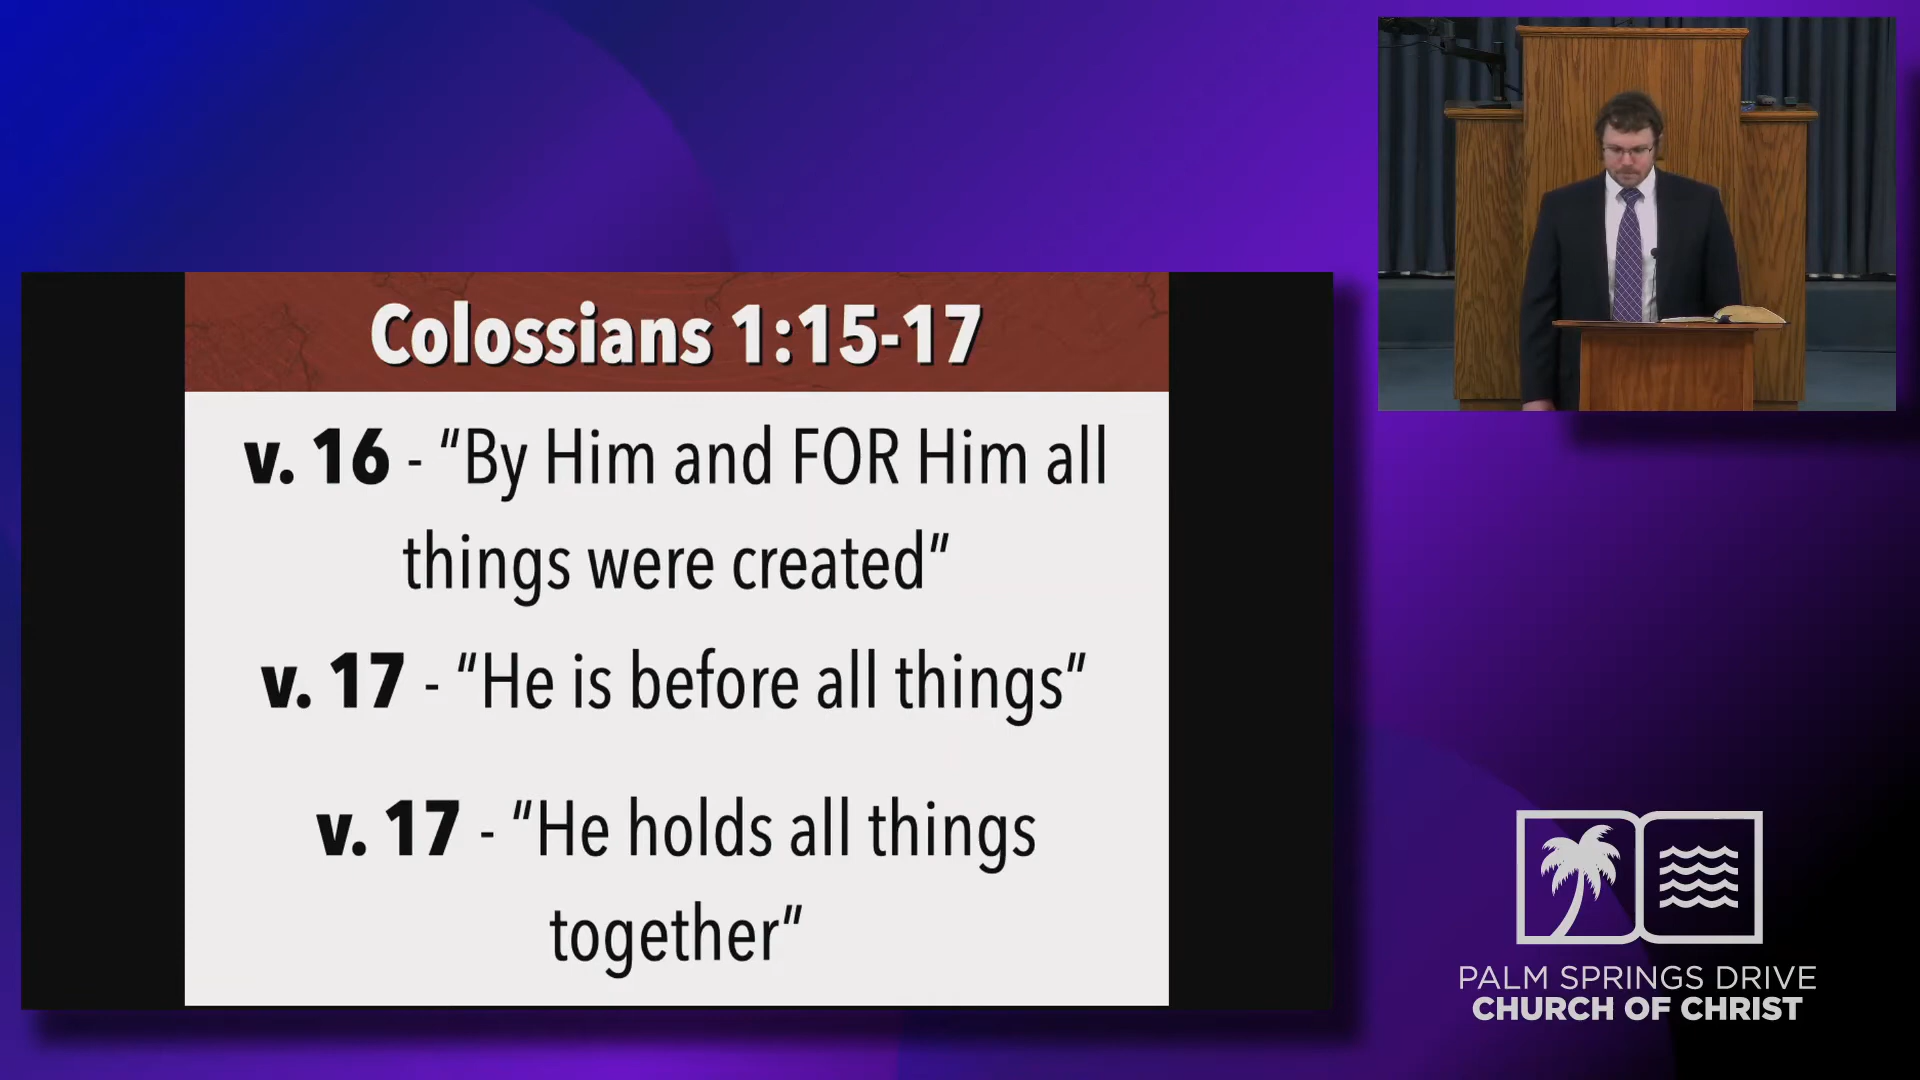 Colossians 1:15-17
v. 16 - “By Him and FOR Him all
things were created”
v. 17 - “He is before all things”
v. 17 - “He holds all things
together”
PALM SPRINGS DRIVE
CHURCH OF CHRIST